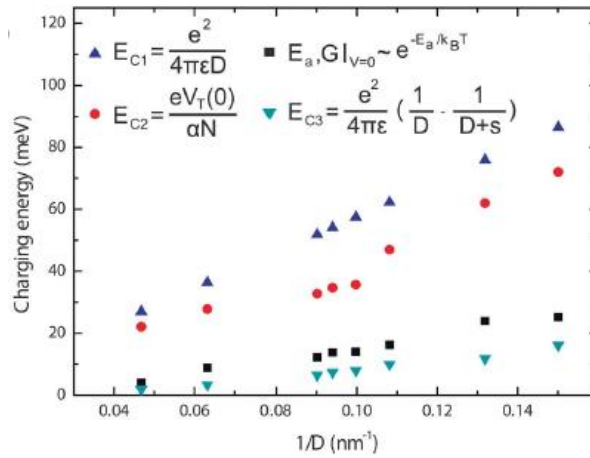 120
100
80
60
40
20
0
Charging energy (meV)
E_C1 = e²/4πεD
E_a, G|_V=0 ~ e^-E_a/k_BT
E_C2 = eV_T(0)/αN
E_C3 = e²/4πε (1/D - 1/D+s)
0.04 0.06 0.08 0.10 0.12 0.14
1/D (nm⁻¹)